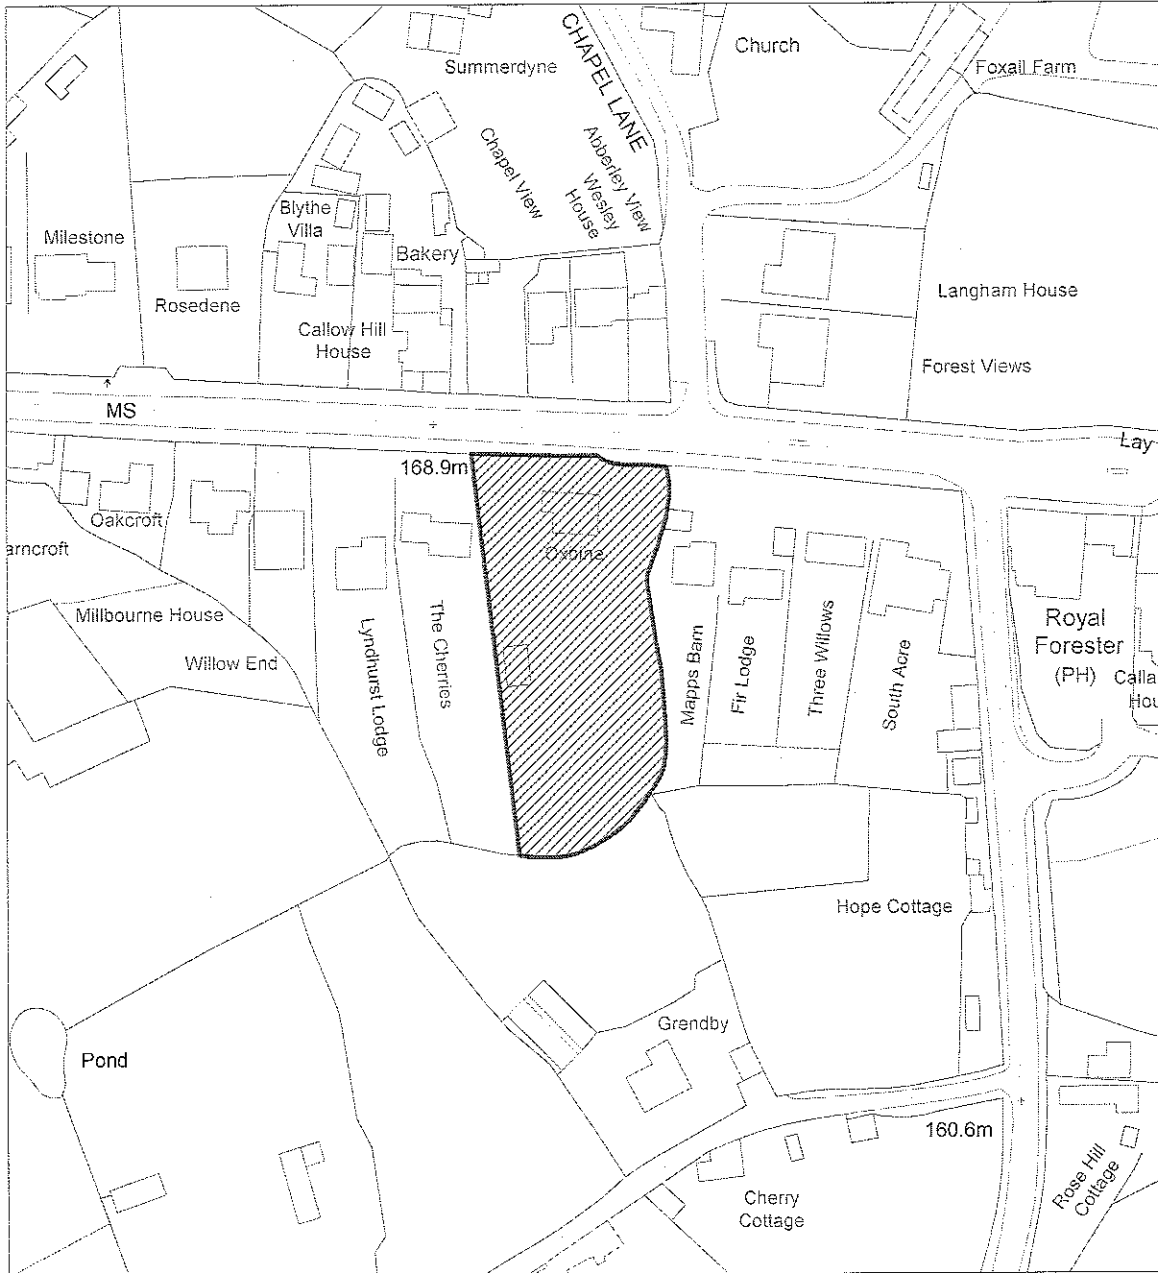 CHAPEL LANE
Church
Summerdyne
Foxall Farm
Chapel View
Abberley View
Wesley
House
Blythe
Villa
Milestone
Bakery
Rosedene
Langham House
Callow Hill
House
Forest Views
MS
Lay
168.9m
Oakcroft
arncroft
Millbourne House
Willow End
Lyndhurst Lodge
The Cherries
Mapps Barn
Fir Lodge
Three Willows
South Acre
Royal
Forester
(PH)
Calla
Hou
Hope Cottage
Grendby
Pond
160.6m
Cherry
Cottage
Rose Hill
Cottage